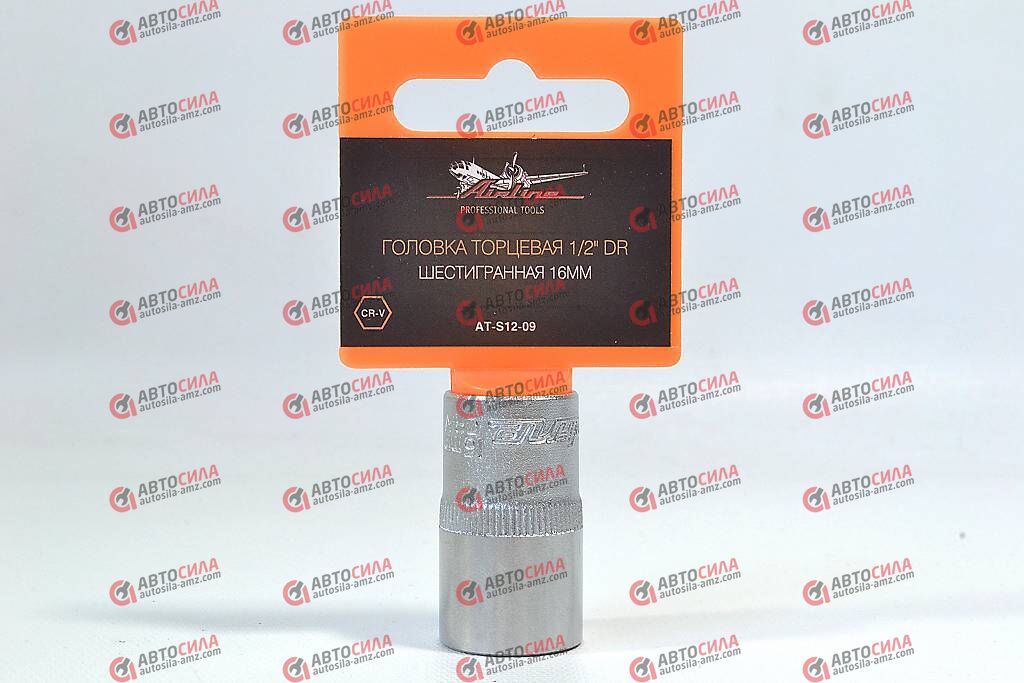 Airline
PROFESSIONAL TOOLS
ГОЛОВКА ТОРЦЕВАЯ 1/2" DR
ШЕСТИГРАННАЯ 16ММ
CR-V
AT-S12-09
АВТОСИЛА
autosila-amz.com